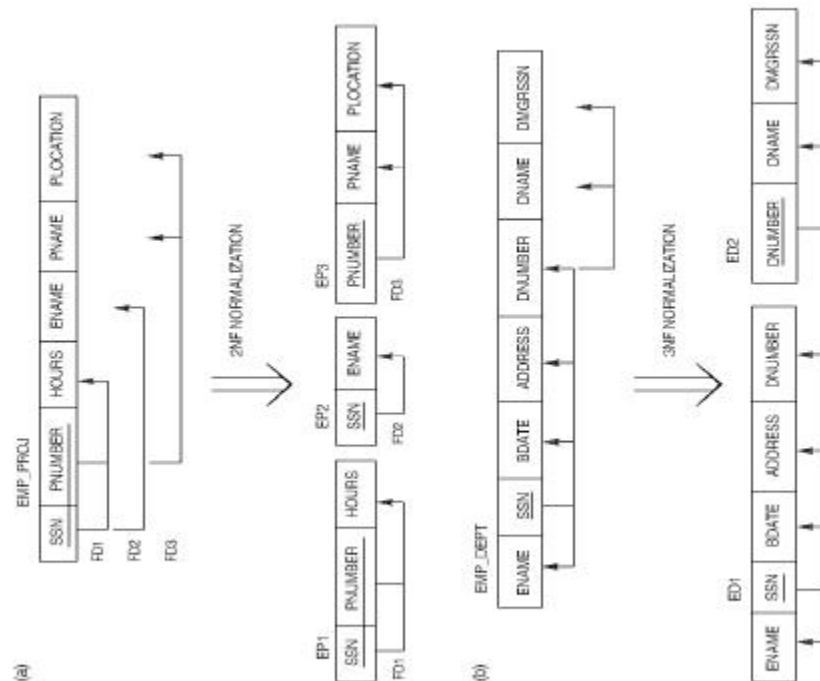 (a)
EMP_PROJ
SSN PNUMBER HOURS ENAME PNAME PLOCATION
FD1
FD2
FD3
2NF NORMALIZATION
EP1
SSN PNUMBER HOURS
FD1
EP2
SSN ENAME
FD2
EP3
PNUMBER PNAME PLOCATION
FD3
(b)
EMP_DEPT
ENAME SSN BDATE ADDRESS DNUMBER DNAME DMGRSSN
3NF NORMALIZATION
ED1
ENAME SSN BDATE ADDRESS DNUMBER
ED2
DNUMBER DNAME DMGRSSN